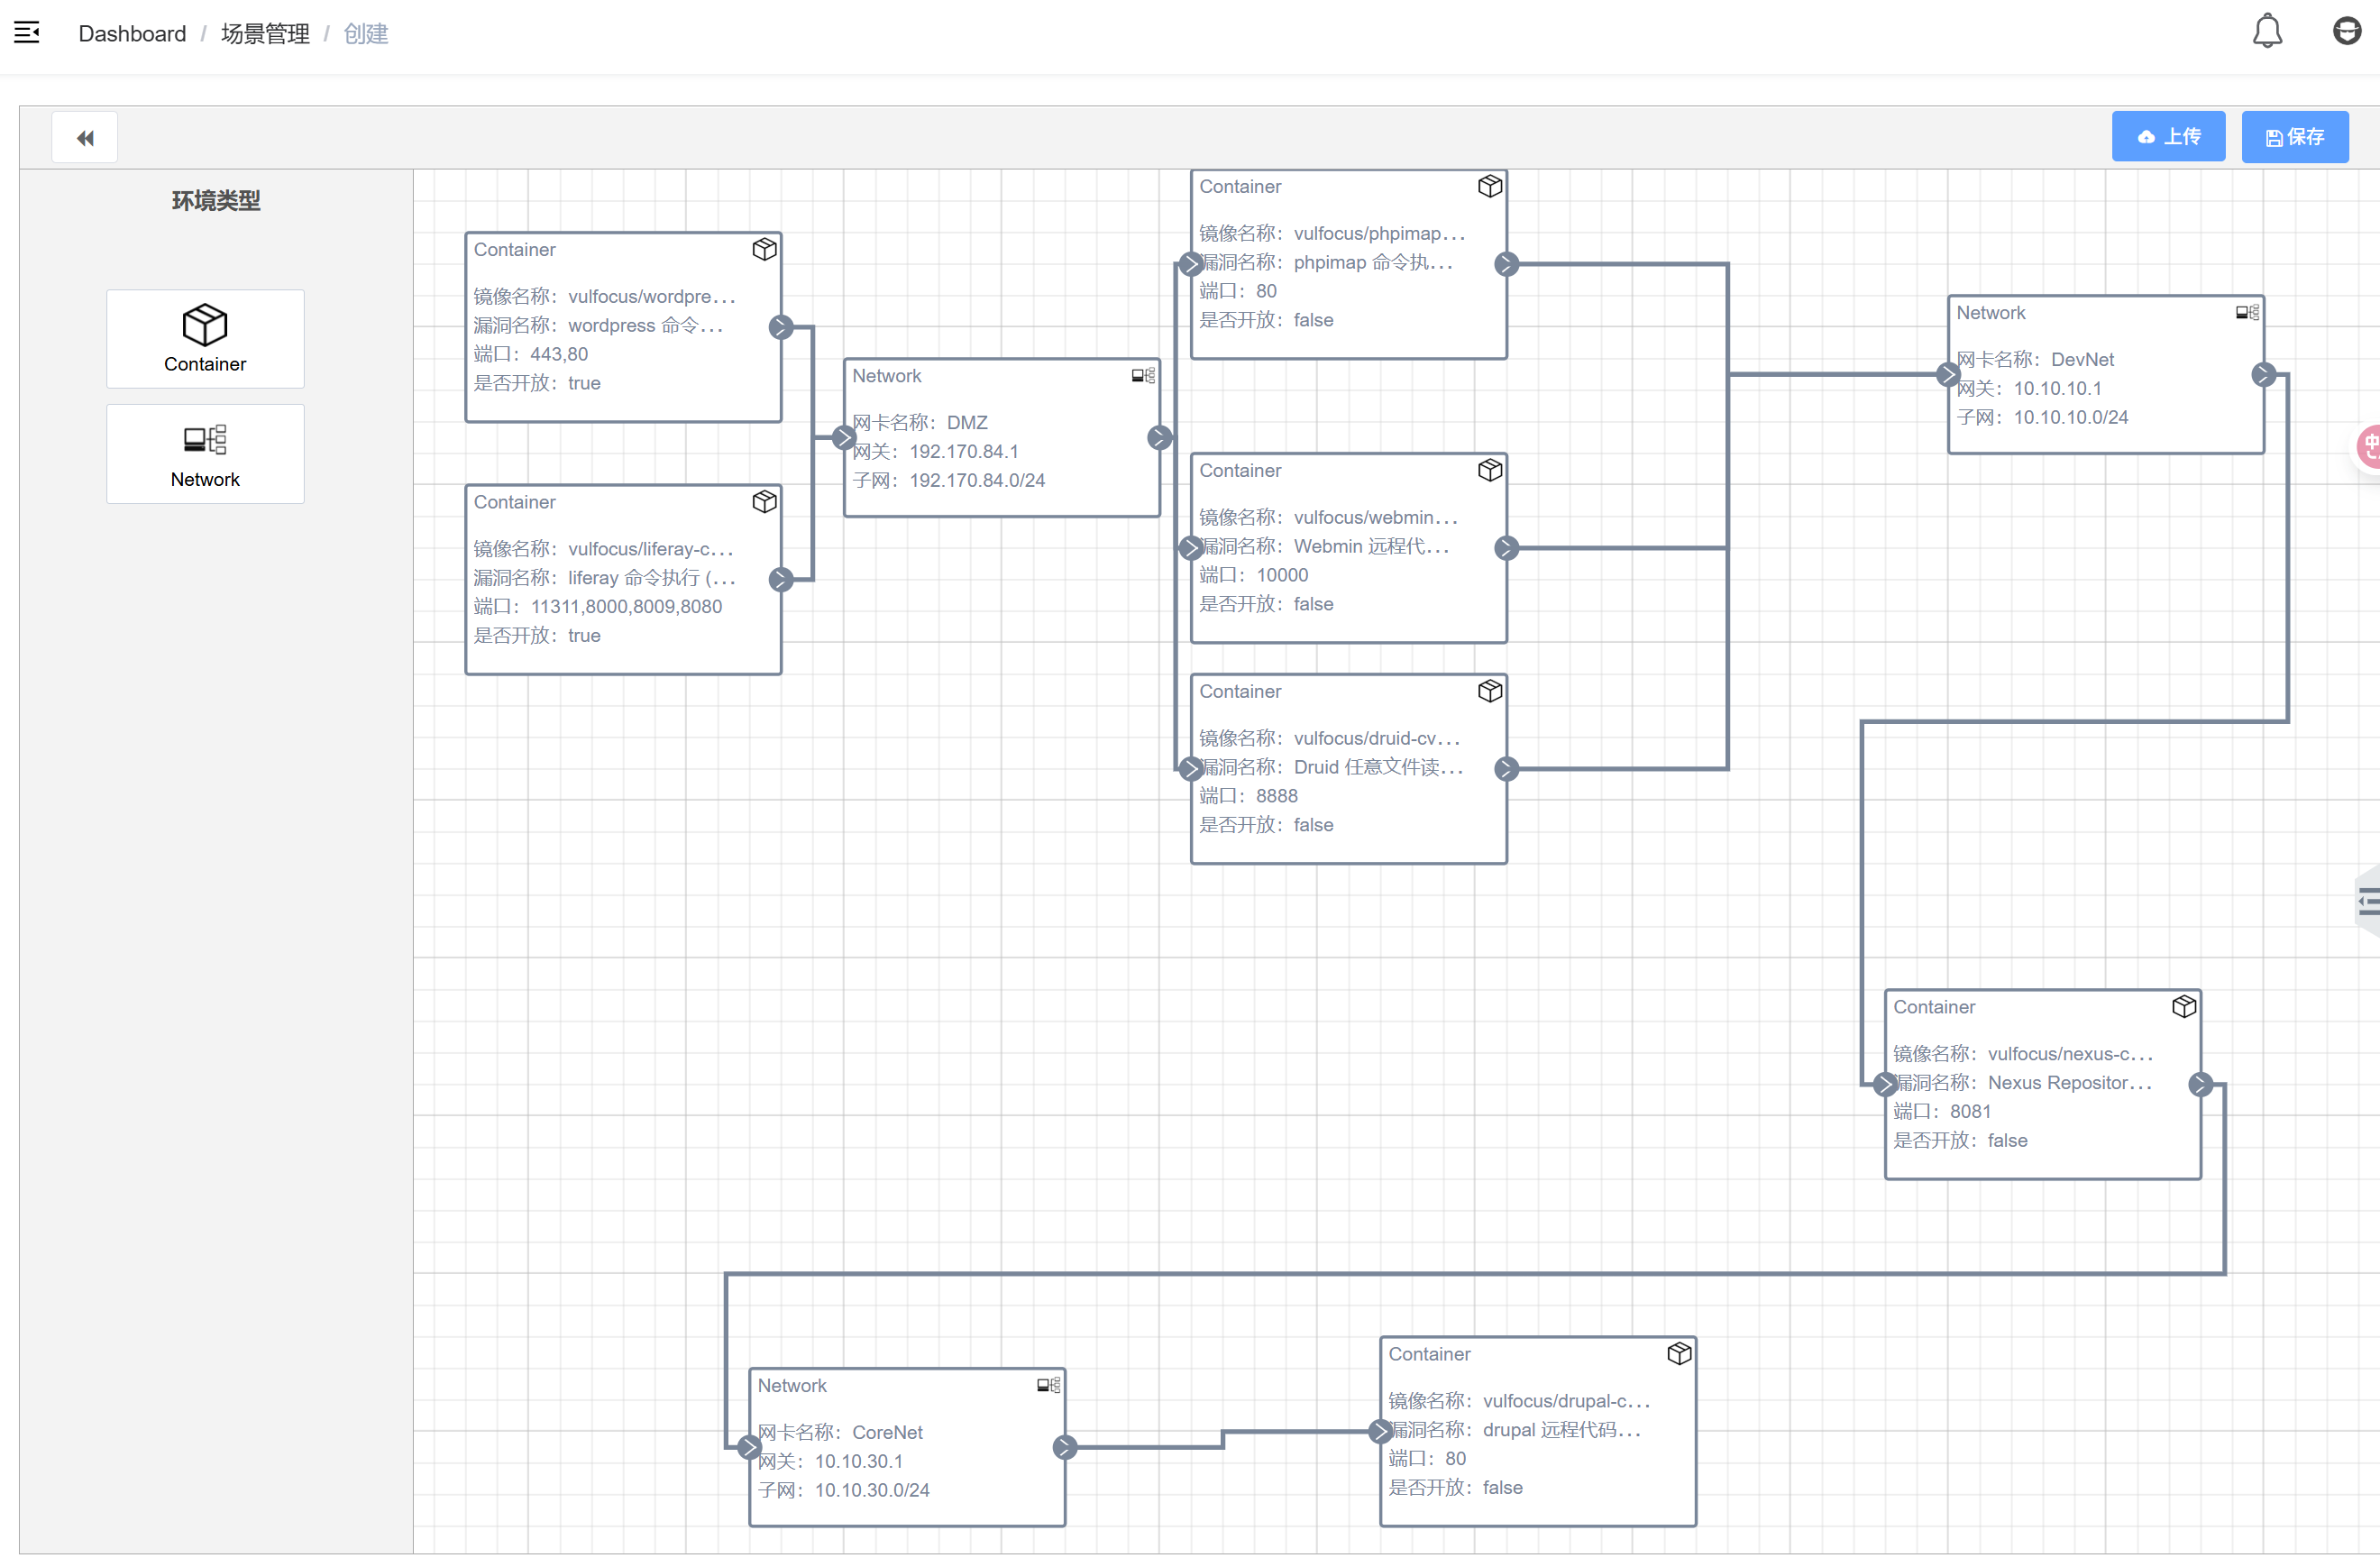 Dashboard / 场景管理 / 创建
上传
保存
环境类型
Container
Network
Container
镜像名称：vulfocus/wordpre...
漏洞名称：wordpress 命令...
端口：443,80
是否开放：true
Container
镜像名称：vulfocus/liferay-c...
漏洞名称：liferay 命令执行 (...
端口：11311,8000,8009,8080
是否开放：true
Network
网卡名称：DMZ
网关：192.170.84.1
子网：192.170.84.0/24
Container
镜像名称：vulfocus/phpimap...
漏洞名称：phpimap 命令执...
端口：80
是否开放：false
Container
镜像名称：vulfocus/webmin...
漏洞名称：Webmin 远程代...
端口：10000
是否开放：false
Container
镜像名称：vulfocus/druid-cv...
漏洞名称：Druid 任意文件读...
端口：8888
是否开放：false
Network
网卡名称：DevNet
网关：10.10.10.1
子网：10.10.10.0/24
中
Container
镜像名称：vulfocus/nexus-c...
漏洞名称：Nexus Repositor...
端口：8081
是否开放：false
Network
网卡名称：CoreNet
网关：10.10.30.1
子网：10.10.30.0/24
Container
镜像名称：vulfocus/drupal-c...
漏洞名称：drupal 远程代码...
端口：80
是否开放：false